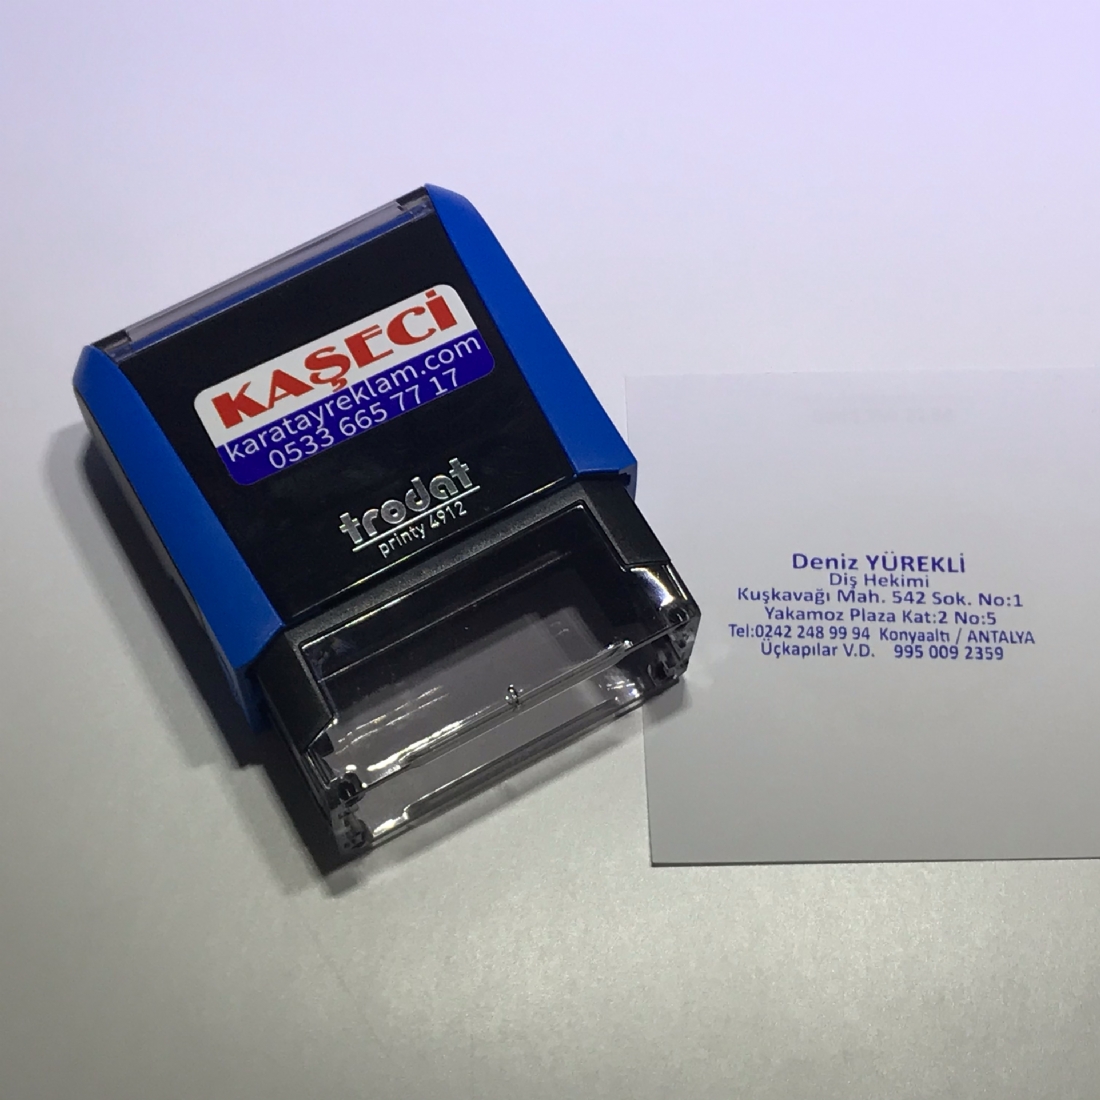 KAŞECİ
karatayreklam.com
0533 665 77 17
trodat
printy 4912
Deniz YÜREKLİ
Diş Hekimi
Kuşkavağı Mah. 542 Sok. No:1
Yakamoz Plaza Kat:2 No:5
Tel:0242 248 99 94 Konyaaltı / ANTALYA
Üçkapılar V.D. 995 009 2359